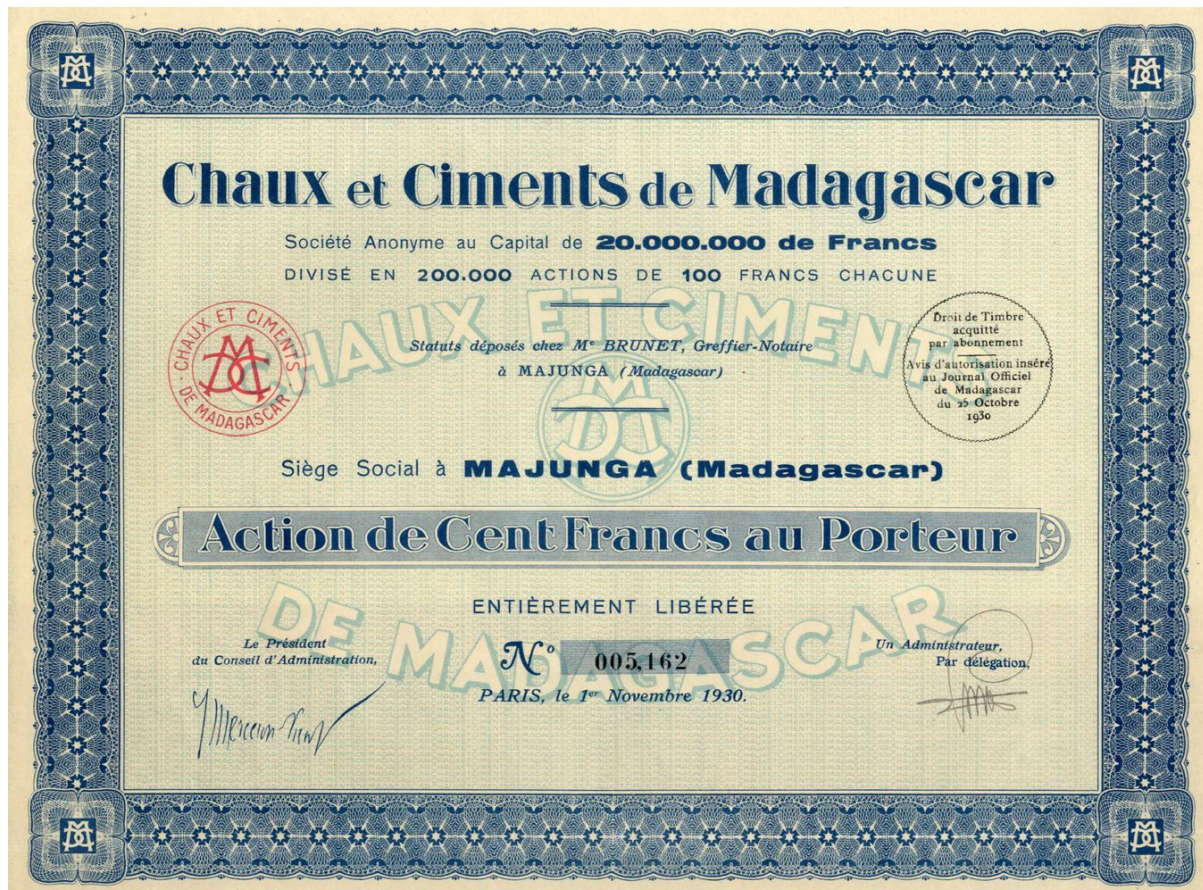 Chaux et Ciments de Madagascar
Société Anonyme au Capital de 20.000.000 de Francs
DIVISÉ EN 200.000 ACTIONS DE 100 FRANCS CHACUNE
CHAUX ET CIMENTS
DE MADAGASCAR
Statuts déposés chez Mᵉ BRUNET, Greffier-Notaire
à MAJUNGA (Madagascar)
CHAUX ET CIMENTS
DE MADAGASCAR
Droit de Timbre
acquitté
par abonnement
Avis d'autorisation inséré
au Journal Officiel
de Madagascar
du 25 Octobre
1930
Siège Social à MAJUNGA (Madagascar)
Action de Cent Francs au Porteur
ENTIÈREMENT LIBÉRÉE
Le Président
du Conseil d'Administration,
Nº 005,162
PARIS, le 1ᵉʳ Novembre 1930.
Un Administrateur,
Par délégation,